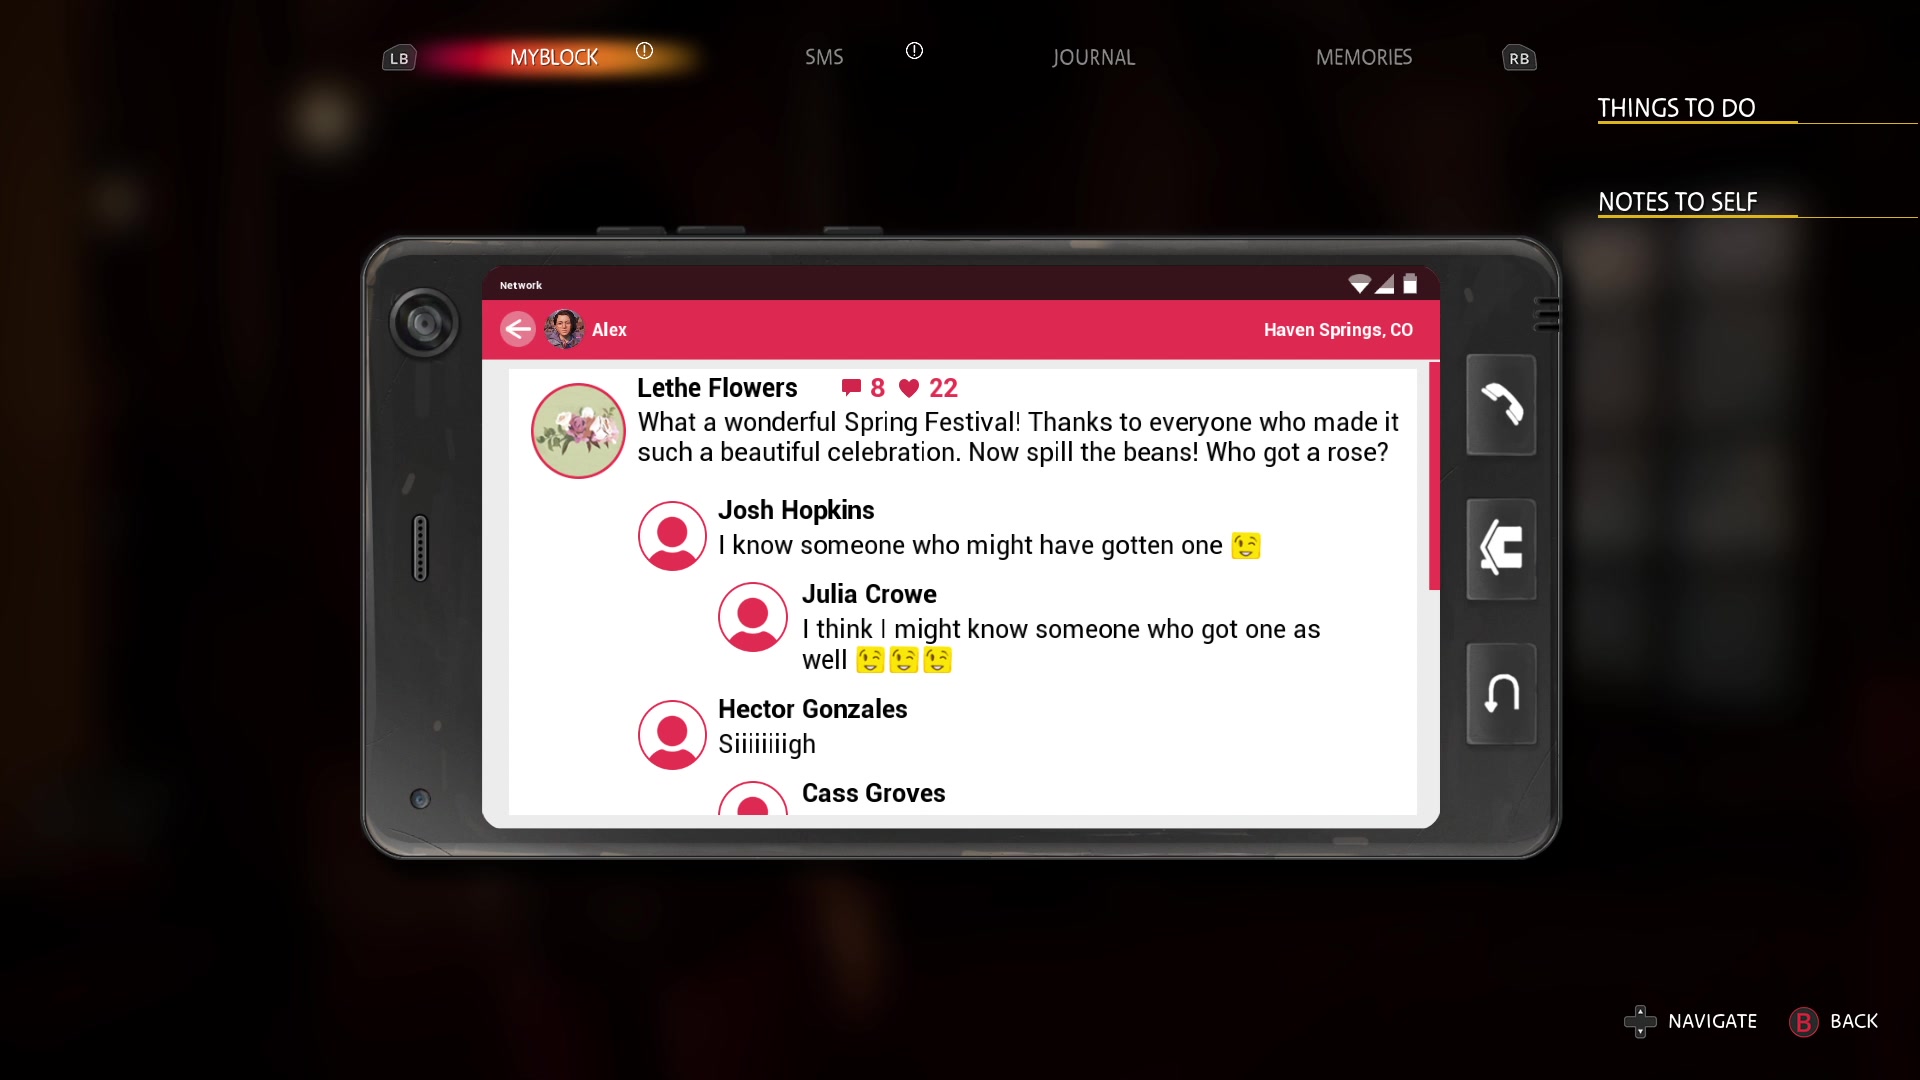 LB
MYBLOCK
SMS
JOURNAL
MEMORIES
RB
THINGS TO DO
NOTES TO SELF
Network
Alex
Haven Springs, CO
Lethe Flowers 8 22
What a wonderful Spring Festival! Thanks to everyone who made it
such a beautiful celebration. Now spill the beans! Who got a rose?
Josh Hopkins
I know someone who might have gotten one 😉
Julia Crowe
I think I might know someone who got one as
well 😉😉😉
Hector Gonzales
Siiiiiiiigh
Cass Groves
NAVIGATE
B BACK